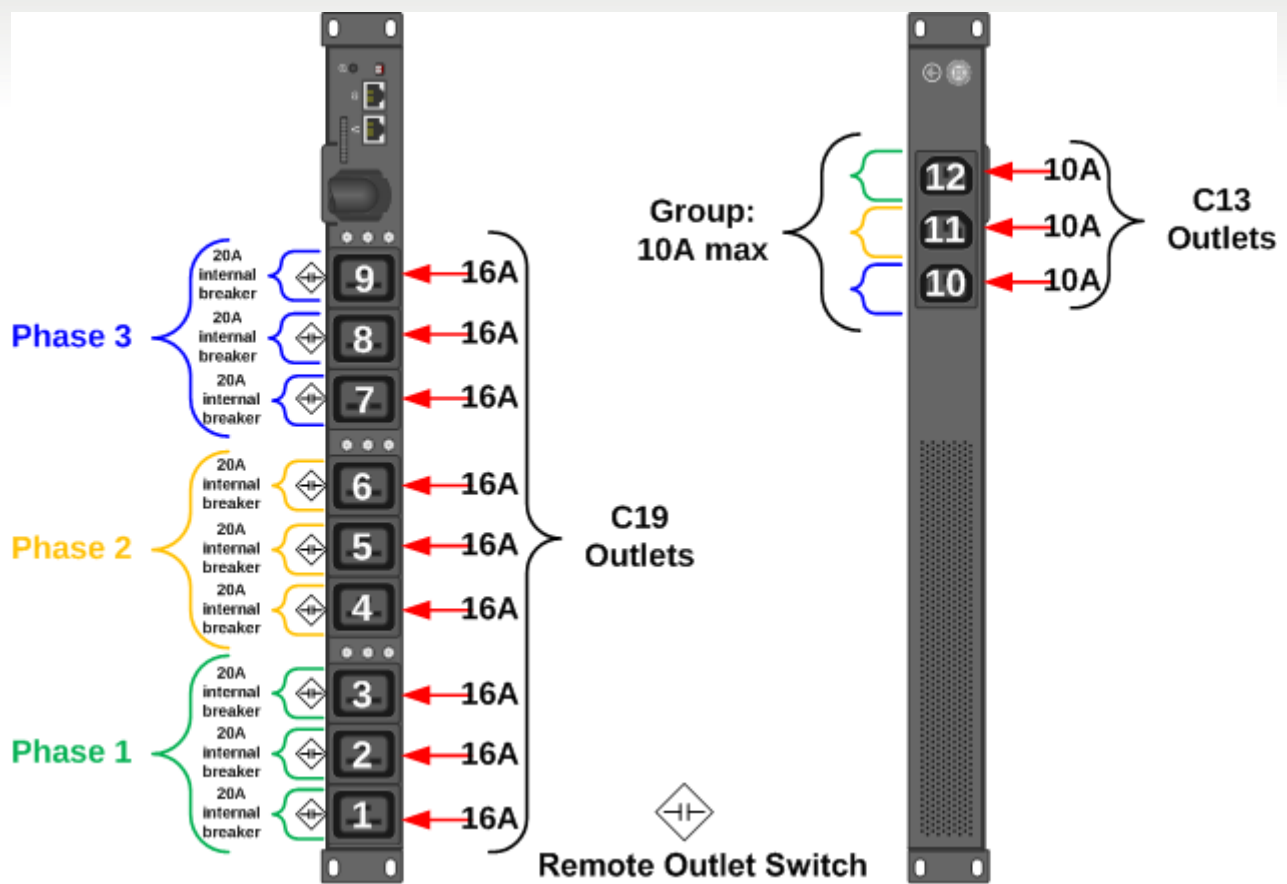 Phase 3
20A
internal
breaker
9
16A
20A
internal
breaker
8
16A
20A
internal
breaker
7
16A
Phase 2
20A
internal
breaker
6
16A
20A
internal
breaker
5
16A
20A
internal
breaker
4
16A
Phase 1
20A
internal
breaker
3
16A
20A
internal
breaker
2
16A
20A
internal
breaker
1
16A
C19
Outlets
Remote Outlet Switch
Group:
10A max
12
10A
11
10A
10
10A
C13
Outlets